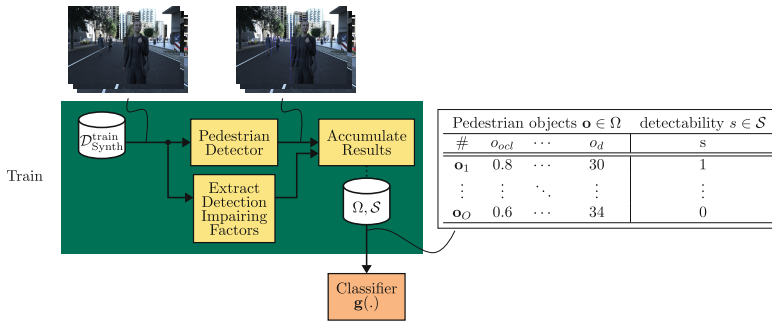 Train
D^train_Synth
Pedestrian
Detector
Extract
Detection
Impairing
Factors
Accumulate
Results
Ω, S
Classifier
g(.)
Pedestrian objects o ∈ Ω detectability s ∈ S
# o_ocl ⋯ o_d s
o_1 0.8 ⋯ 30 1
⋮ ⋮ ⋱ ⋮ ⋮
o_O 0.6 ⋯ 34 0